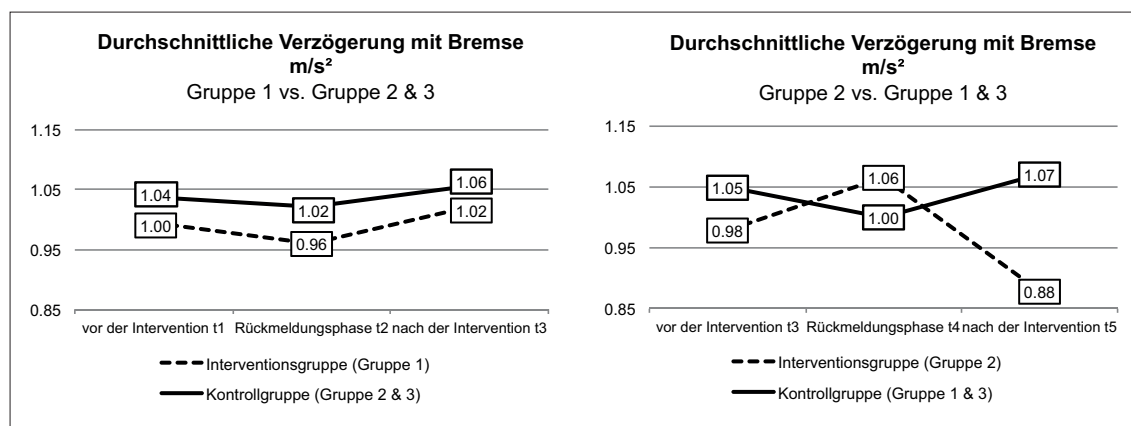 Durchschnittliche Verzögerung mit Bremse
m/s²
Gruppe 1 vs. Gruppe 2 & 3
1.15
1.05
0.95
0.85
1.04
1.02
1.06
1.00
0.96
1.02
vor der Intervention t1 Rückmeldungsphase t2 nach der Intervention t3
Interventionsgruppe (Gruppe 1)
Kontrollgruppe (Gruppe 2 & 3)
Durchschnittliche Verzögerung mit Bremse
m/s²
Gruppe 2 vs. Gruppe 1 & 3
1.15
1.05
0.95
0.85
1.05
1.06
1.07
0.98
1.00
0.88
vor der Intervention t3 Rückmeldungsphase t4 nach der Intervention t5
Interventionsgruppe (Gruppe 2)
Kontrollgruppe (Gruppe 1 & 3)